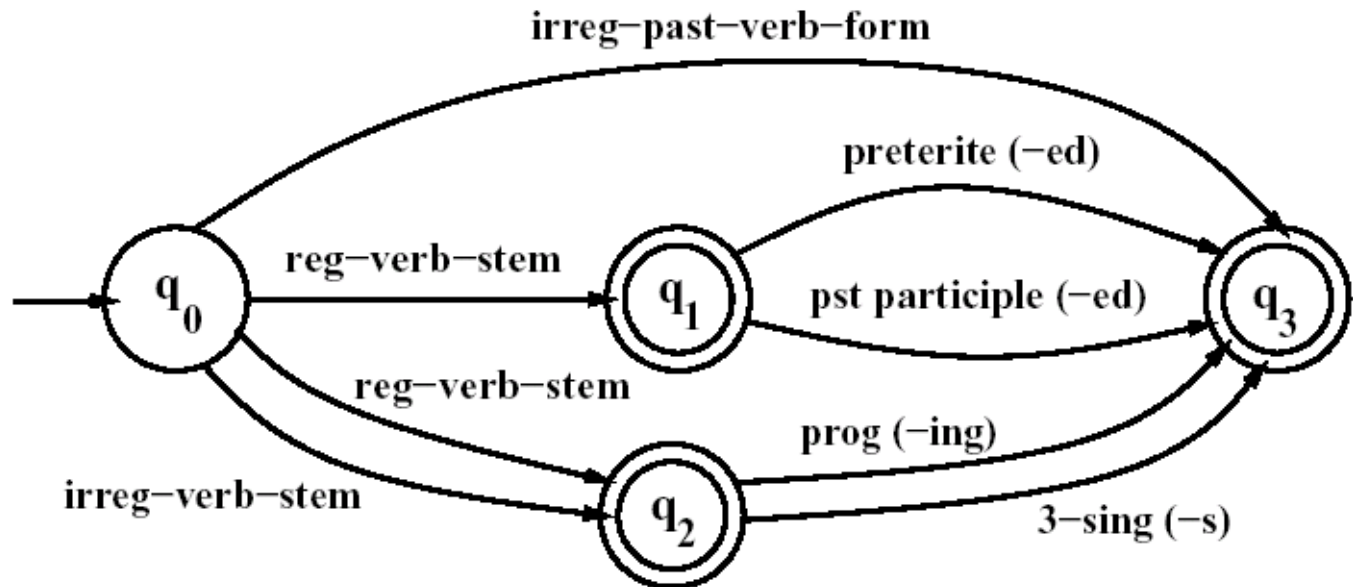 irreg−past−verb−form
preterite (−ed)
reg−verb−stem
q0
q1
pst participle (−ed)
q3
reg−verb−stem
prog (−ing)
irreg−verb−stem
q2
3−sing (−s)